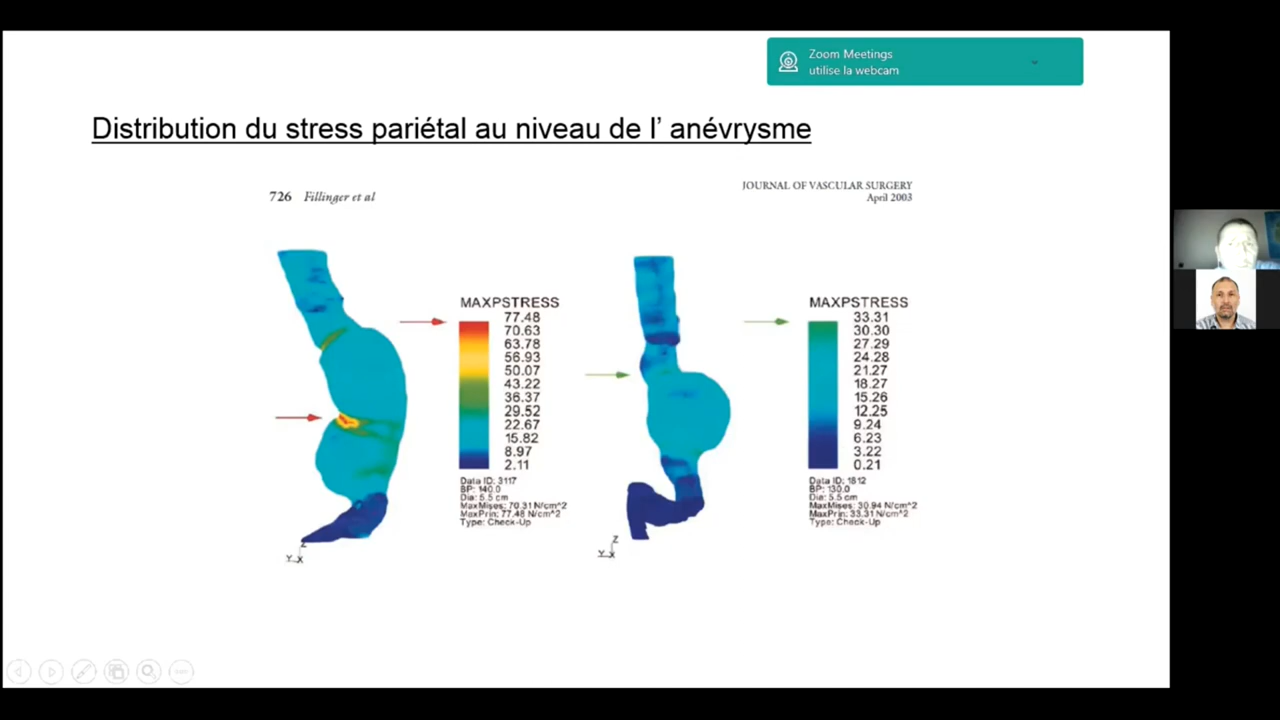 Zoom Meetings
utilise la webcam
Distribution du stress pariétal au niveau de l’ anévrysme
726 Fillinger et al
JOURNAL OF VASCULAR SURGERY
April 2003
MAXPSTRESS
77.48
70.63
63.78
56.93
50.07
43.22
36.37
29.52
22.67
15.82
8.97
2.11
Data ID: 3117
BP: 140.0
Dia: 5.5 cm
MaxMises: 70.31 N/cm^2
MaxPrin: 77.48 N/cm^2
Type: Check-Up
Z
Y X
MAXPSTRESS
33.31
30.30
27.29
24.28
21.27
18.27
15.26
12.25
9.24
6.23
3.22
0.21
Data ID: 1812
BP: 130.0
Dia: 5.5 cm
MaxMises: 30.94 N/cm^2
MaxPrin: 33.31 N/cm^2
Type: Check-Up
Z
Y X